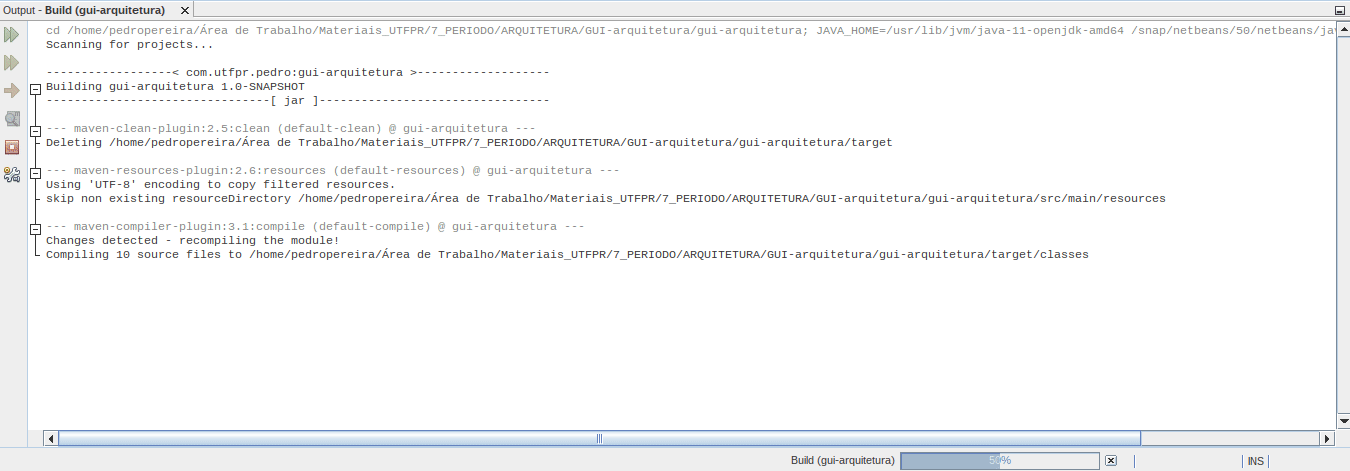 Output - Build (gui-arquitetura)
cd /home/pedropereira/Área de Trabalho/Materiais_UTFPR/7_PERIODO/ARQUITETURA/GUI-arquitetura/gui-arquitetura; JAVA_HOME=/usr/lib/jvm/java-11-openjdk-amd64 /snap/netbeans/50/netbeans/jav
Scanning for projects...
------------------< com.utfpr.pedro:gui-arquitetura >-------------------
Building gui-arquitetura 1.0-SNAPSHOT
--------------------------------[ jar ]---------------------------------
--- maven-clean-plugin:2.5:clean (default-clean) @ gui-arquitetura ---
Deleting /home/pedropereira/Área de Trabalho/Materiais_UTFPR/7_PERIODO/ARQUITETURA/GUI-arquitetura/gui-arquitetura/target
--- maven-resources-plugin:2.6:resources (default-resources) @ gui-arquitetura ---
Using 'UTF-8' encoding to copy filtered resources.
skip non existing resourceDirectory /home/pedropereira/Área de Trabalho/Materiais_UTFPR/7_PERIODO/ARQUITETURA/GUI-arquitetura/gui-arquitetura/src/main/resources
--- maven-compiler-plugin:3.1:compile (default-compile) @ gui-arquitetura ---
Changes detected - recompiling the module!
Compiling 10 source files to /home/pedropereira/Área de Trabalho/Materiais_UTFPR/7_PERIODO/ARQUITETURA/GUI-arquitetura/gui-arquitetura/target/classes
Build (gui-arquitetura) 50% INS